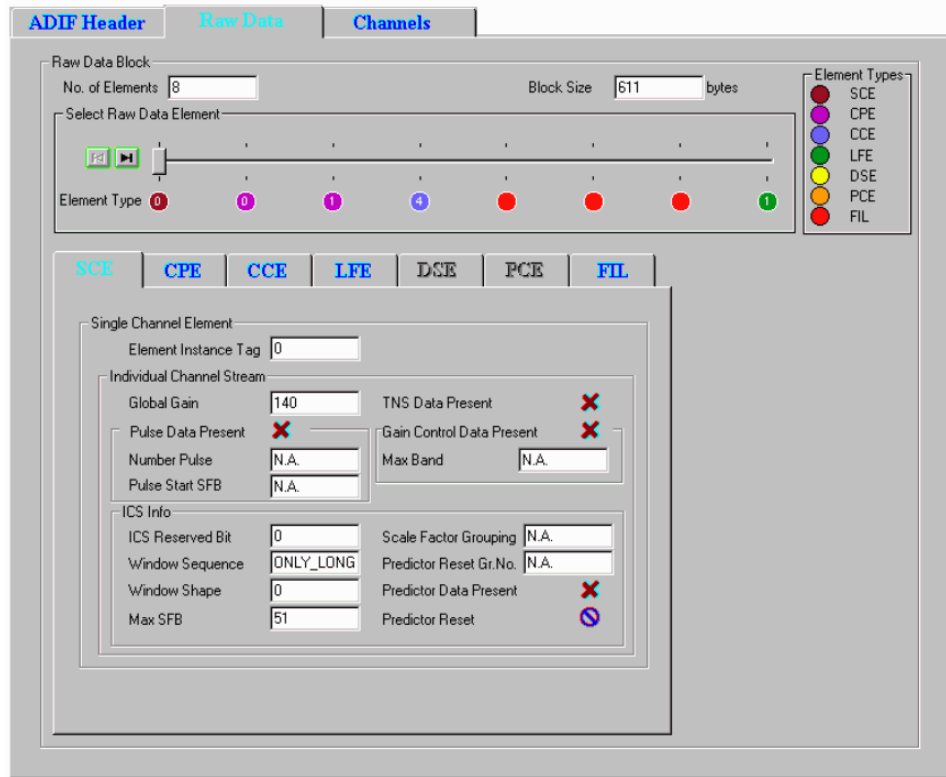 ADIF Header Raw Data Channels
Raw Data Block
No. of Elements 8 Block Size 611 bytes
Element Types
SCE
CPE
CCE
LFE
DSE
PCE
FIL
Select Raw Data Element
Element Type 0 0 1 4 1
SCE CPE CCE LFE DSE PCE FIL
Single Channel Element
Element Instance Tag 0
Individual Channel Stream
Global Gain 140 TNS Data Present
Pulse Data Present Gain Control Data Present
Number Pulse N.A. Max Band N.A.
Pulse Start SFB N.A.
ICS Info
ICS Reserved Bit 0 Scale Factor Grouping N.A.
Window Sequence ONLY_LONG Predictor Reset Gr.No. N.A.
Window Shape 0 Predictor Data Present
Max SFB 51 Predictor Reset